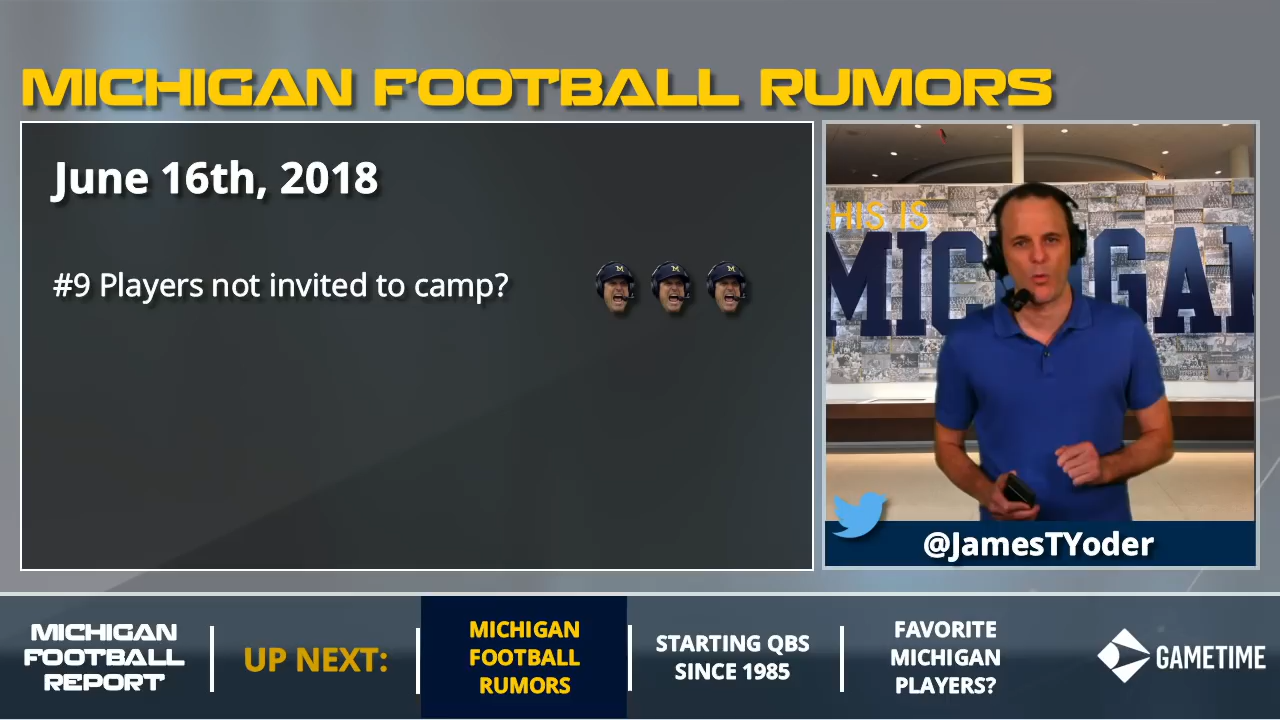 MICHIGAN FOOTBALL RUMORS
June 16th, 2018
#9 Players not invited to camp?
HIS IS
MICHIGAN
@JamesTYoder
MICHIGAN
FOOTBALL
REPORT
UP NEXT:
MICHIGAN
FOOTBALL
RUMORS
STARTING QBS
SINCE 1985
FAVORITE
MICHIGAN
PLAYERS?
GAMETIME